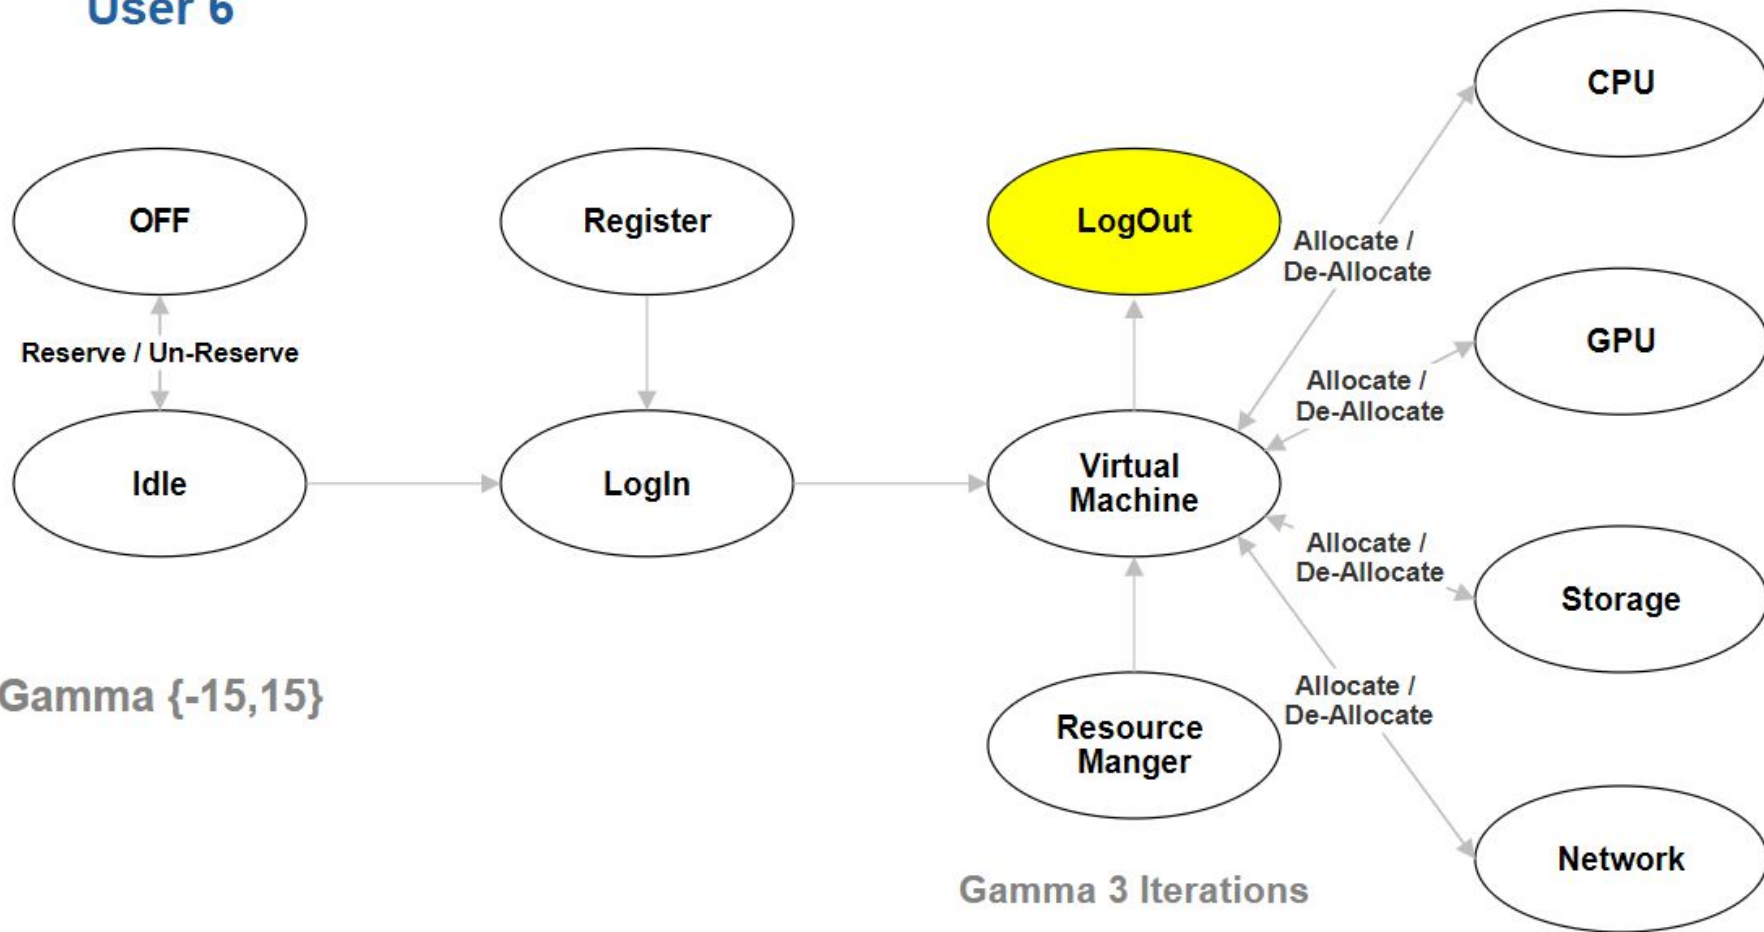 User 6
CPU
OFF
Register
LogOut
Allocate /
De-Allocate
GPU
Reserve / Un-Reserve
Allocate /
De-Allocate
Idle
LogIn
Virtual
Machine
Allocate /
De-Allocate
Storage
Gamma {-15,15}
Allocate /
De-Allocate
Resource
Manger
Network
Gamma 3 Iterations